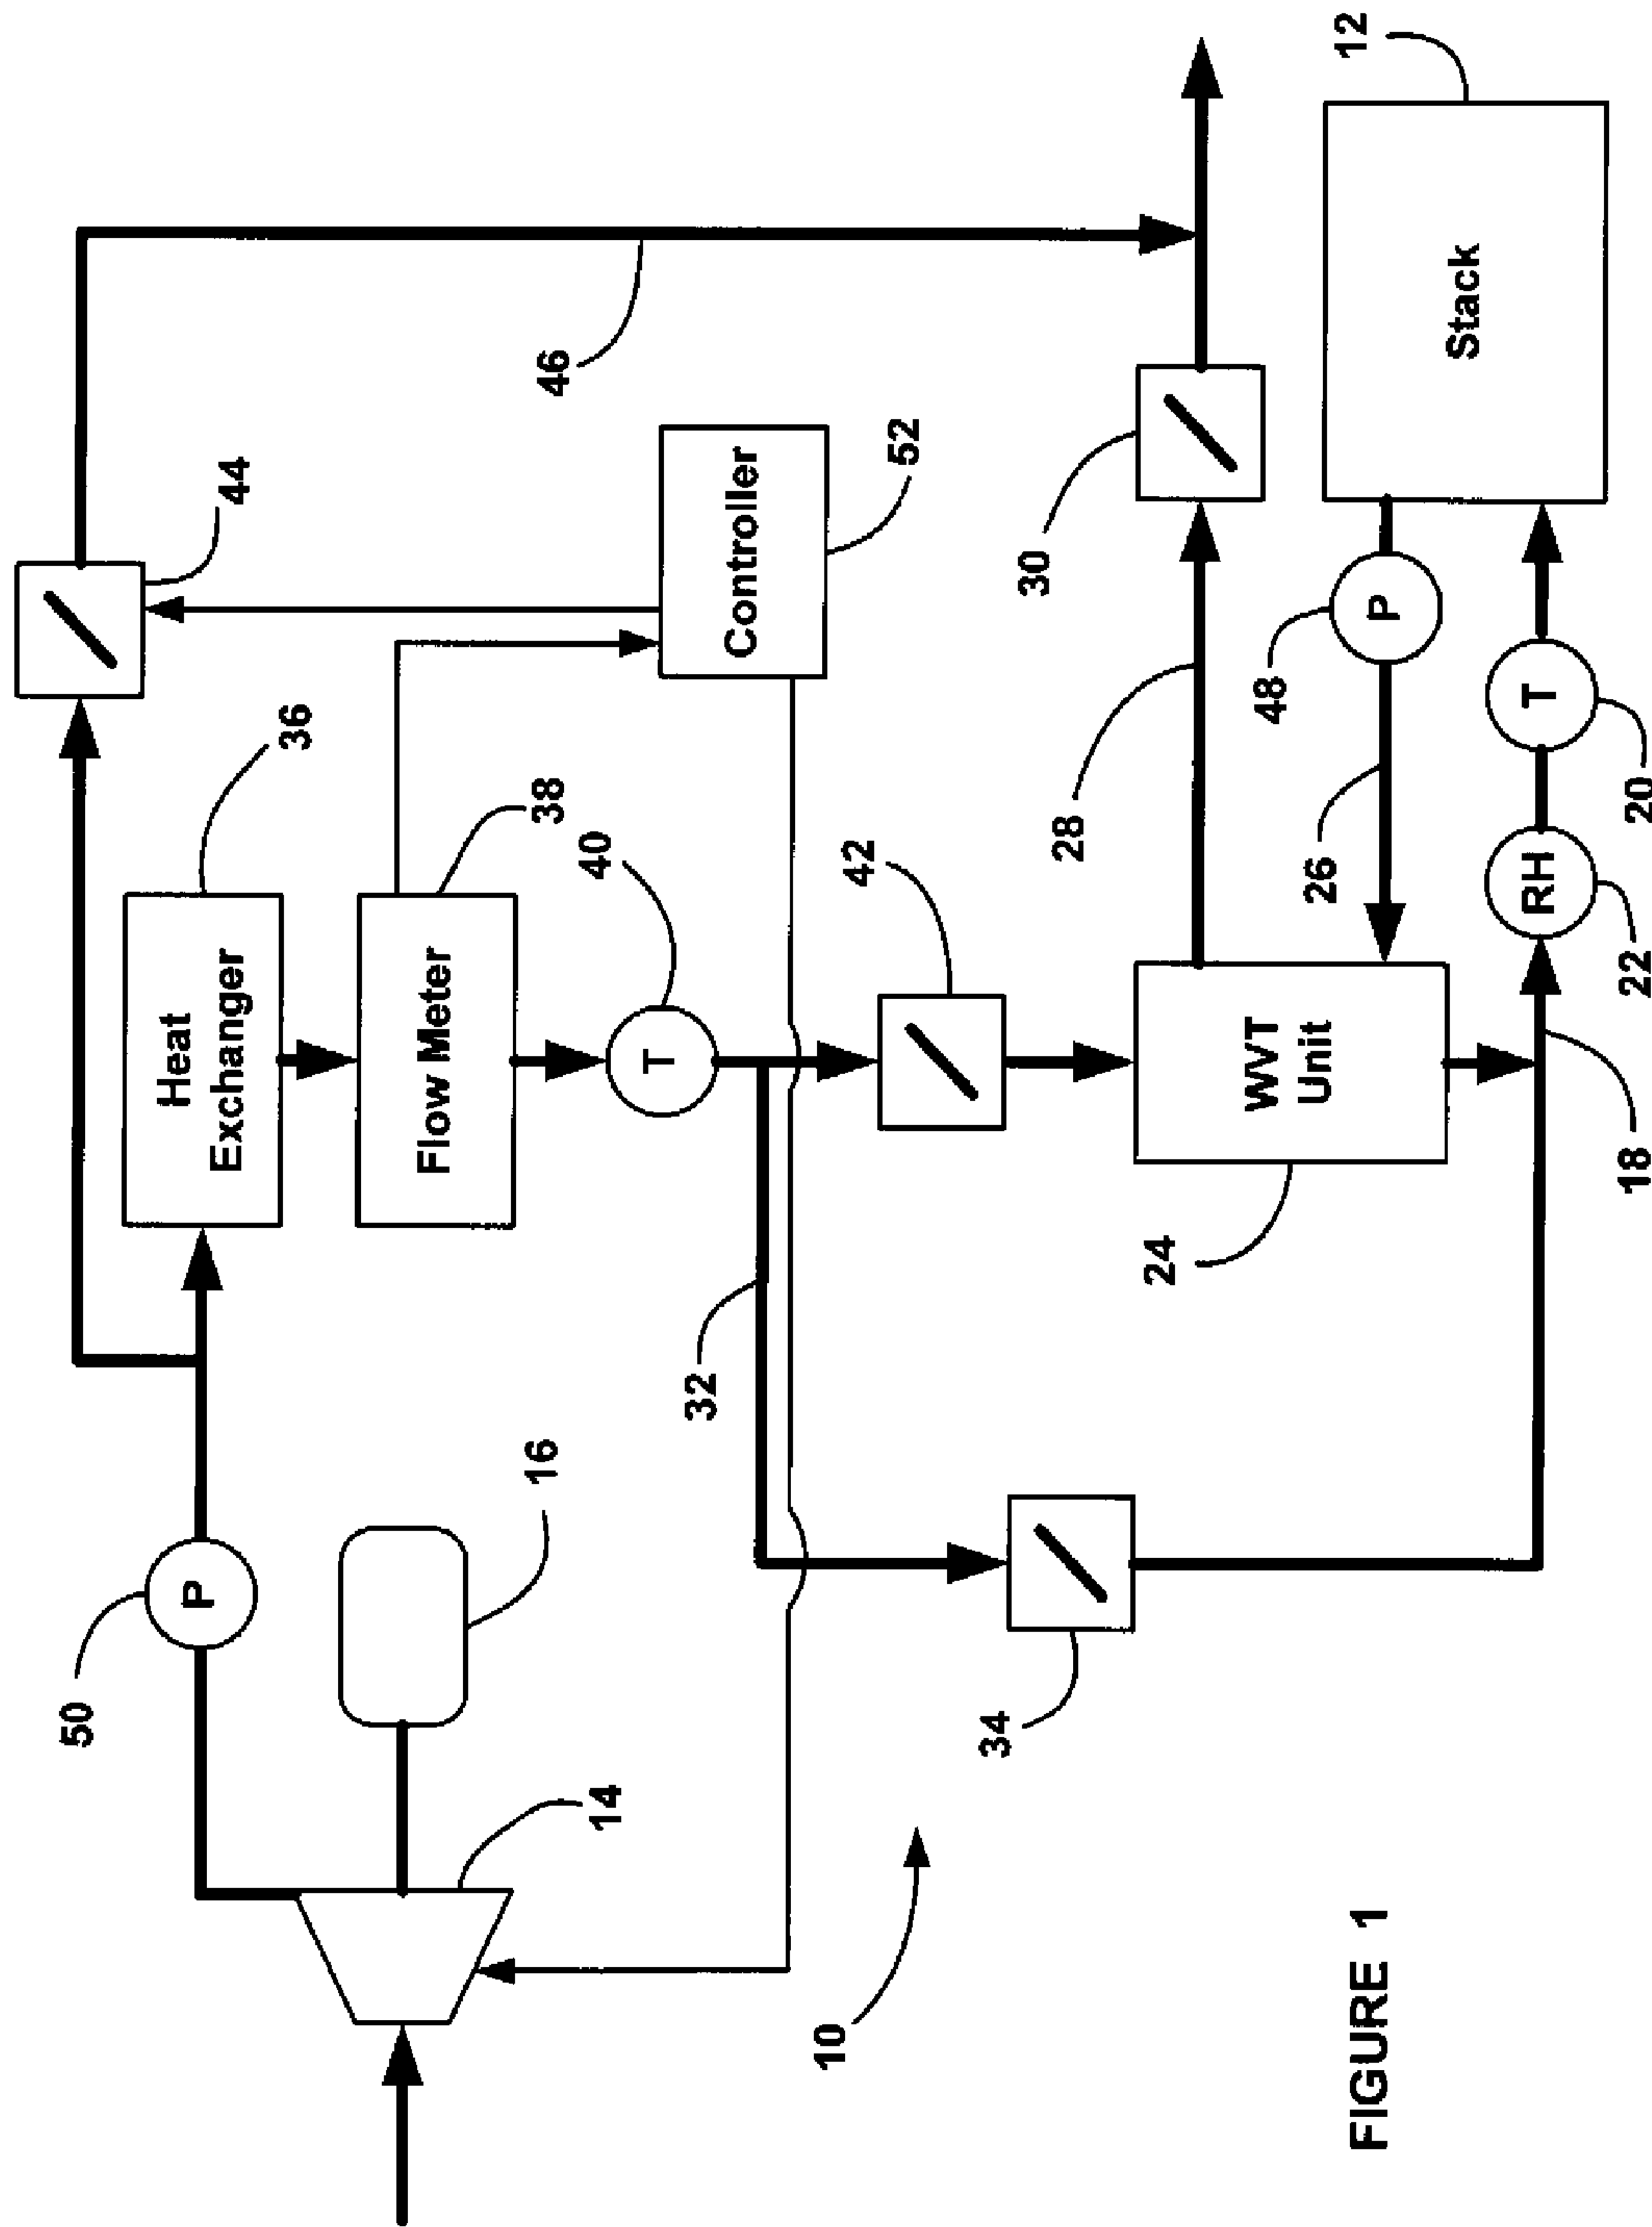 50
P
16
14
Heat
Exchanger
36
44
Flow Meter
38
T
40
32
Controller
52
46
42
34
WVT
Unit
24
28
30
26
P
48
18
RH
22
T
20
Stack
12
10
FIGURE 1